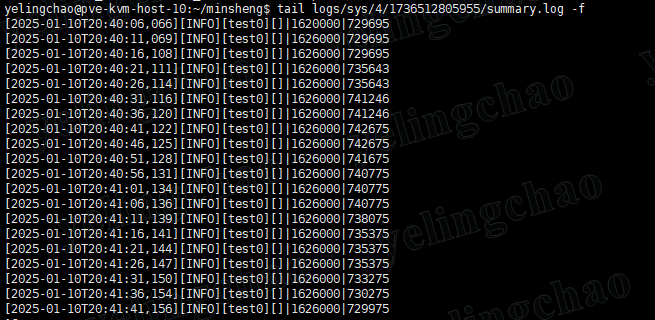 yelingchao@pve-kvm-host-10:~/minsheng$ tail logs/sys/4/1736512805955/summary.log -f
[2025-01-10T20:40:06,066][INFO][test0][]|1620000|729695
[2025-01-10T20:40:11,069][INFO][test0][]|1626000|729695
[2025-01-10T20:40:16,108][INFO][test0][]|1626000|729695
[2025-01-10T20:40:21,111][INFO][test0][]|1626000|735643
[2025-01-10T20:40:26,114][INFO][test0][]|1626000|735643
[2025-01-10T20:40:31,116][INFO][test0][]|1626000|741246
[2025-01-10T20:40:36,120][INFO][test0][]|1626000|741246
[2025-01-10T20:40:41,122][INFO][test0][]|1626000|742675
[2025-01-10T20:40:46,125][INFO][test0][]|1626000|742675
[2025-01-10T20:40:51,128][INFO][test0][]|1626000|741675
[2025-01-10T20:40:56,131][INFO][test0][]|1626000|740775
[2025-01-10T20:41:01,134][INFO][test0][]|1626000|740775
[2025-01-10T20:41:06,136][INFO][test0][]|1626000|740775
[2025-01-10T20:41:11,139][INFO][test0][]|1626000|738075
[2025-01-10T20:41:16,141][INFO][test0][]|1626000|735375
[2025-01-10T20:41:21,144][INFO][test0][]|1626000|735375
[2025-01-10T20:41:26,147][INFO][test0][]|1626000|735375
[2025-01-10T20:41:31,150][INFO][test0][]|1626000|733275
[2025-01-10T20:41:36,154][INFO][test0][]|1626000|730275
[2025-01-10T20:41:41,156][INFO][test0][]|1626000|729975
yelingchao
yelingchao
yelingchao